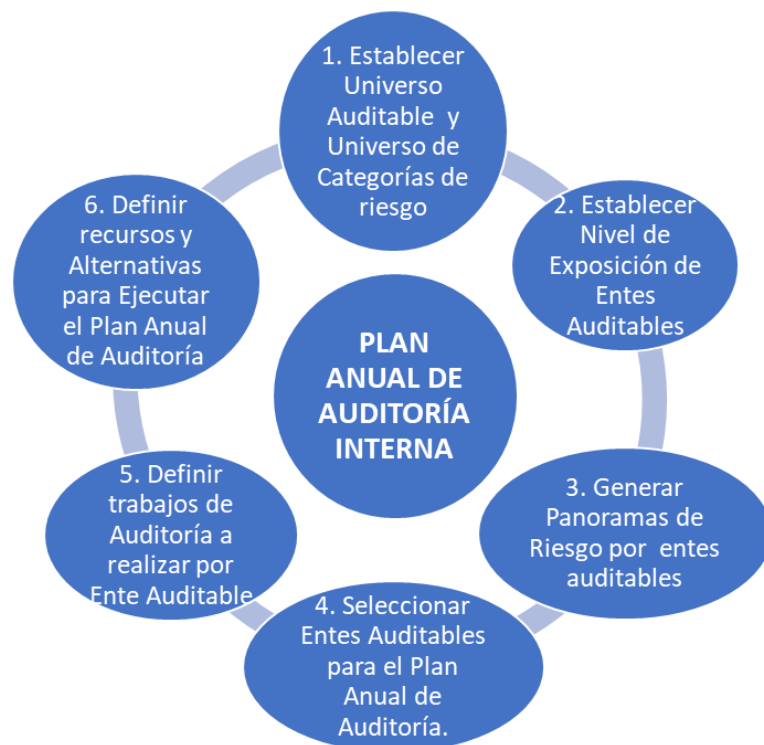 1. Establecer
Universo
Auditable y
Universo de
Categorías de
riesgo
2. Establecer
Nivel de
Exposición de
Entes
Auditables
3. Generar
Panoramas de
Riesgo por entes
auditables
4. Seleccionar
Entes Auditables
para el Plan
Anual de
Auditoría.
5. Definir
trabajos de
Auditoría a
realizar por
Ente Auditable
6. Definir
recursos y
Alternativas
para Ejecutar
el Plan Anual
de Auditoría
PLAN
ANUAL DE
AUDITORÍA
INTERNA